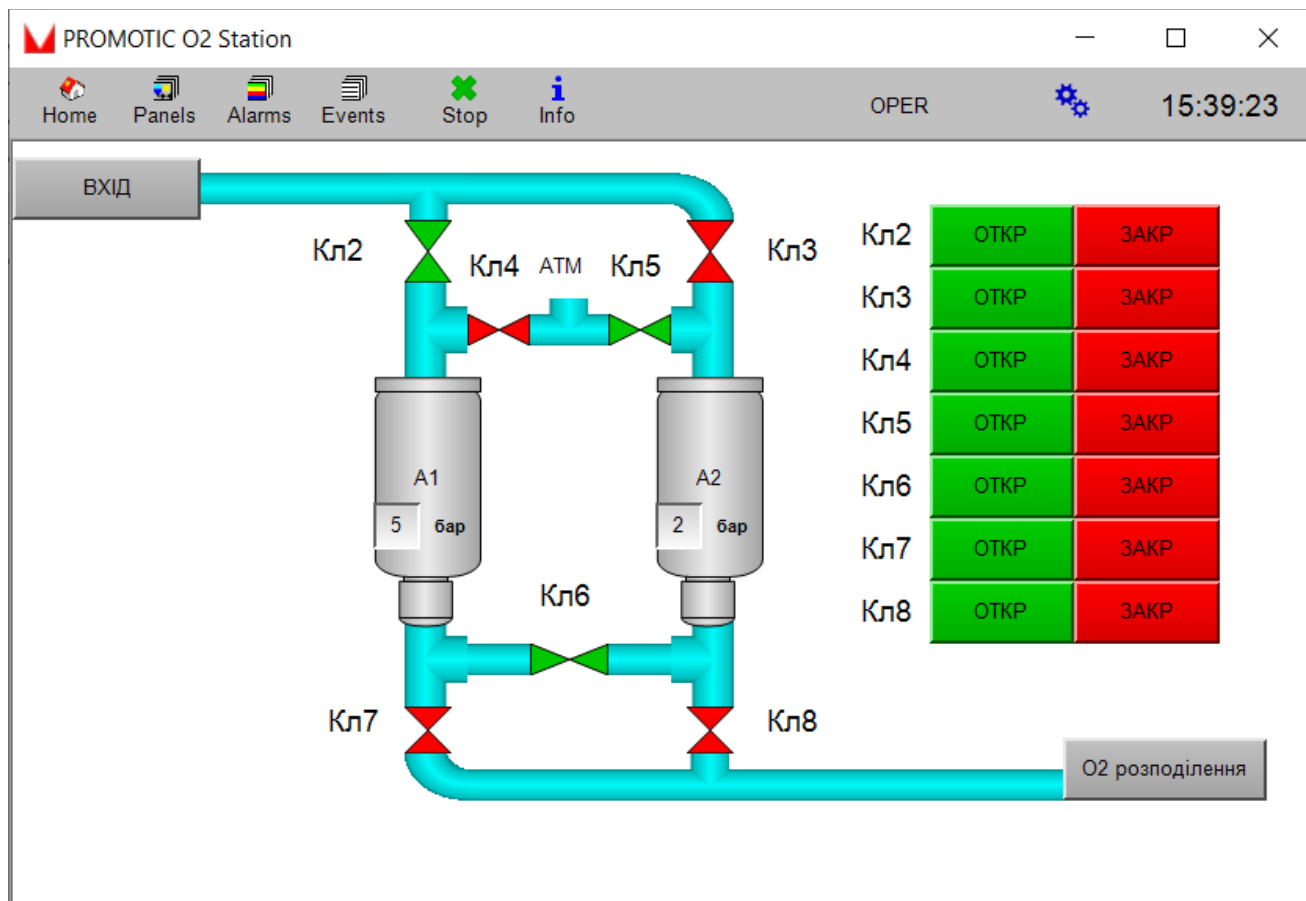 PROMOTIC O2 Station
Home Panels Alarms Events Stop Info OPER 15:39:23
ВХІД
Кл2 Кл4 АТМ Кл5 Кл3
А1
5 бар
А2
2 бар
Кл6
Кл7 Кл8
О2 розподілення
Кл2 ОТКР ЗАКР
Кл3 ОТКР ЗАКР
Кл4 ОТКР ЗАКР
Кл5 ОТКР ЗАКР
Кл6 ОТКР ЗАКР
Кл7 ОТКР ЗАКР
Кл8 ОТКР ЗАКР